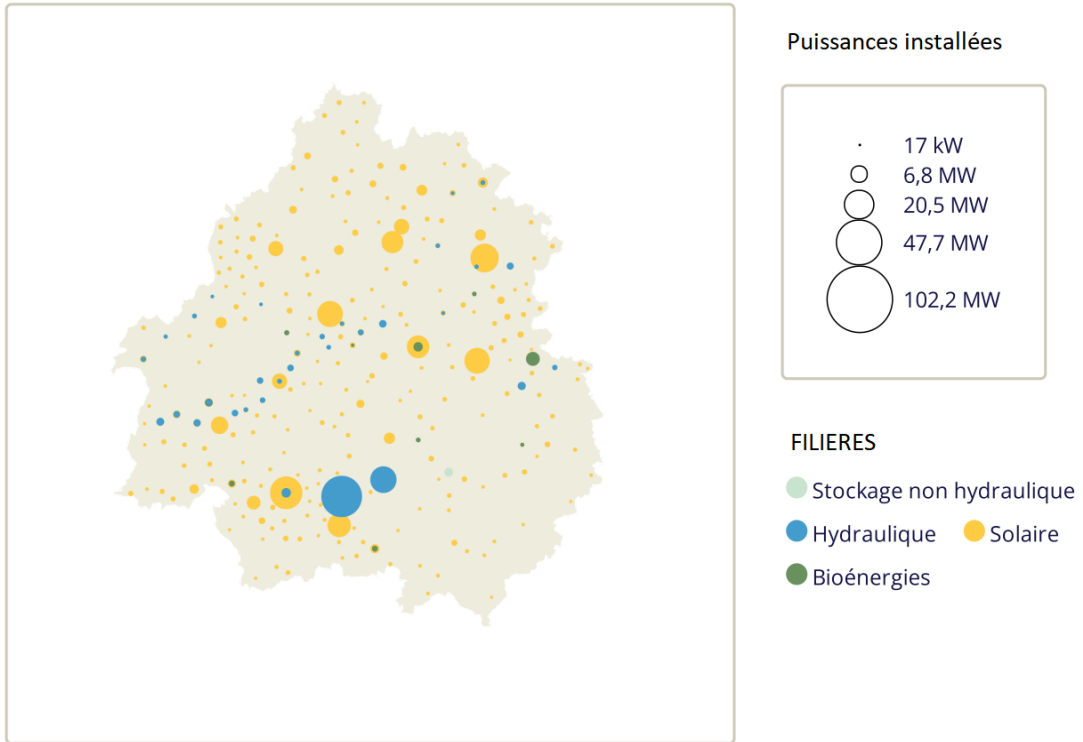 Puissances installées
17 kW
6,8 MW
20,5 MW
47,7 MW
102,2 MW
FILIERES
Stockage non hydraulique
Hydraulique Solaire
Bioénergies